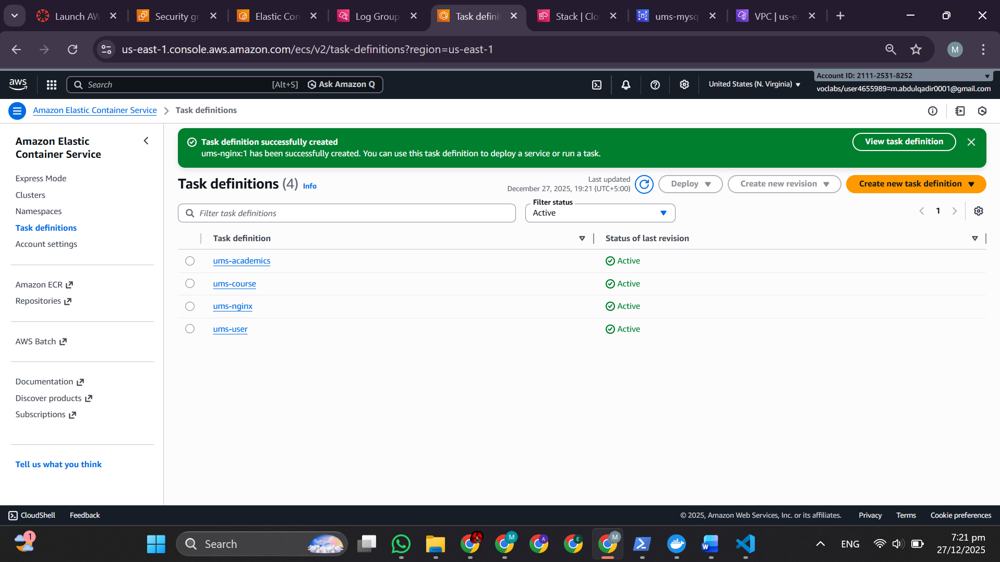 Launch AW
Security gr
Elastic Con
Log Group
Task definit
Stack | Clo
ums-mysq
VPC | us-ea
us-east-1.console.aws.amazon.com/ecs/v2/task-definitions?region=us-east-1
M
aws
Search
[Alt+S]
Ask Amazon Q
United States (N. Virginia)
Account ID: 2111-2531-8252
voclabs/user4655989=m.abdulqadir0001@gmail.com
Amazon Elastic Container Service
Task definitions
Amazon Elastic
Container Service
Express Mode
Clusters
Namespaces
Task definitions
Account settings
Amazon ECR
Repositories
AWS Batch
Documentation
Discover products
Subscriptions
Tell us what you think
Task definition successfully created
ums-nginx:1 has been successfully created. You can use this task definition to deploy a service or run a task.
View task definition
Task definitions (4) Info
Last updated
December 27, 2025, 19:21 (UTC+5:00)
Deploy
Create new revision
Create new task definition
Filter task definitions
Filter status
Active
1
Task definition
Status of last revision
ums-academics Active
ums-course Active
ums-nginx Active
ums-user Active
CloudShell
Feedback
© 2025, Amazon Web Services, Inc. or its affiliates.
Privacy
Terms
Cookie preferences
1
Search
M
A
E
M
W
ENG
7:21 pm
27/12/2025